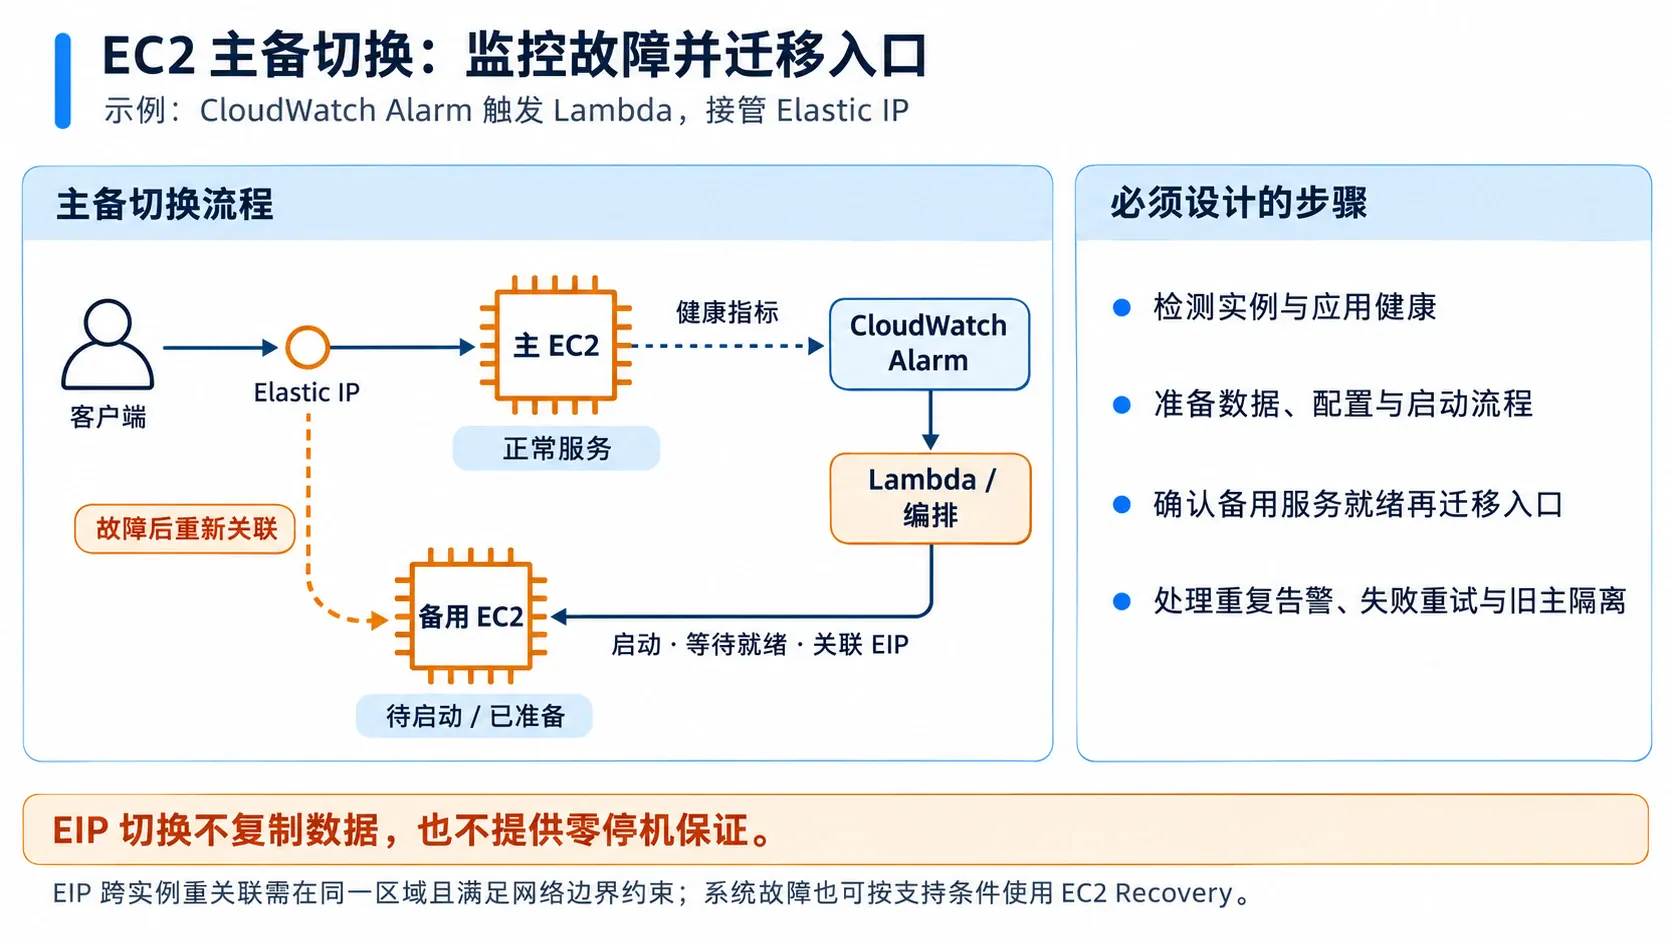 EC2 主备切换：监控故障并迁移入口
示例：CloudWatch Alarm 触发 Lambda，接管 Elastic IP
主备切换流程
客户端
Elastic IP
主 EC2
正常服务
健康指标
CloudWatch
Alarm
Lambda /
编排
故障后重新关联
备用 EC2
启动 · 等待就绪 · 关联 EIP
待启动 / 已准备
必须设计的步骤
检测实例与应用健康
准备数据、配置与启动流程
确认备用服务就绪再迁移入口
处理重复告警、失败重试与旧主隔离
EIP 切换不复制数据，也不提供零停机保证。
EIP 跨实例重关联需在同一区域且满足网络边界约束；系统故障也可按支持条件使用 EC2 Recovery。